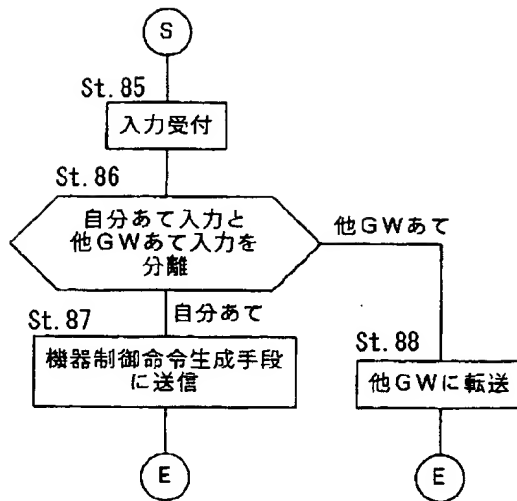 S
St.85
入力受付
St.86
自分あて入力と
他GWあて入力を
分離
他GWあて
自分あて
St.87
機器制御命令生成手段
に送信
St.88
他GWに転送
E
E